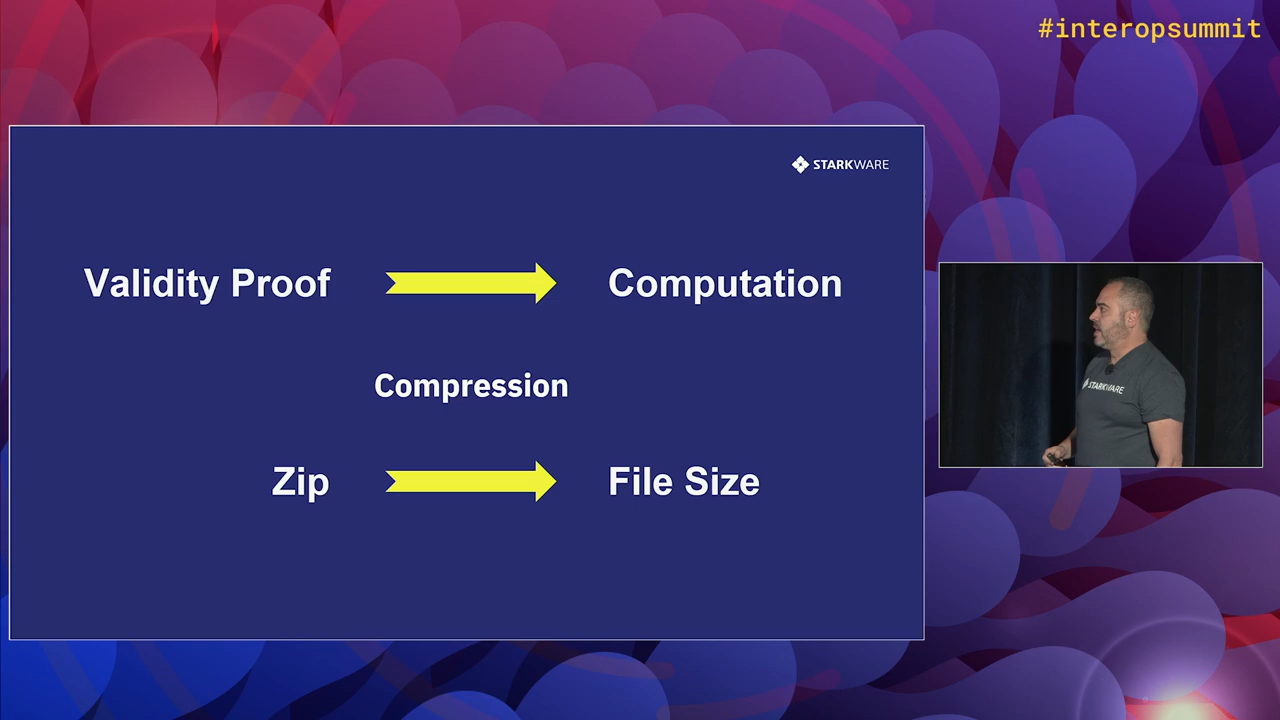 #interopsummit
STARKWARE
Validity Proof
Computation
Compression
Zip
File Size
STARKWARE